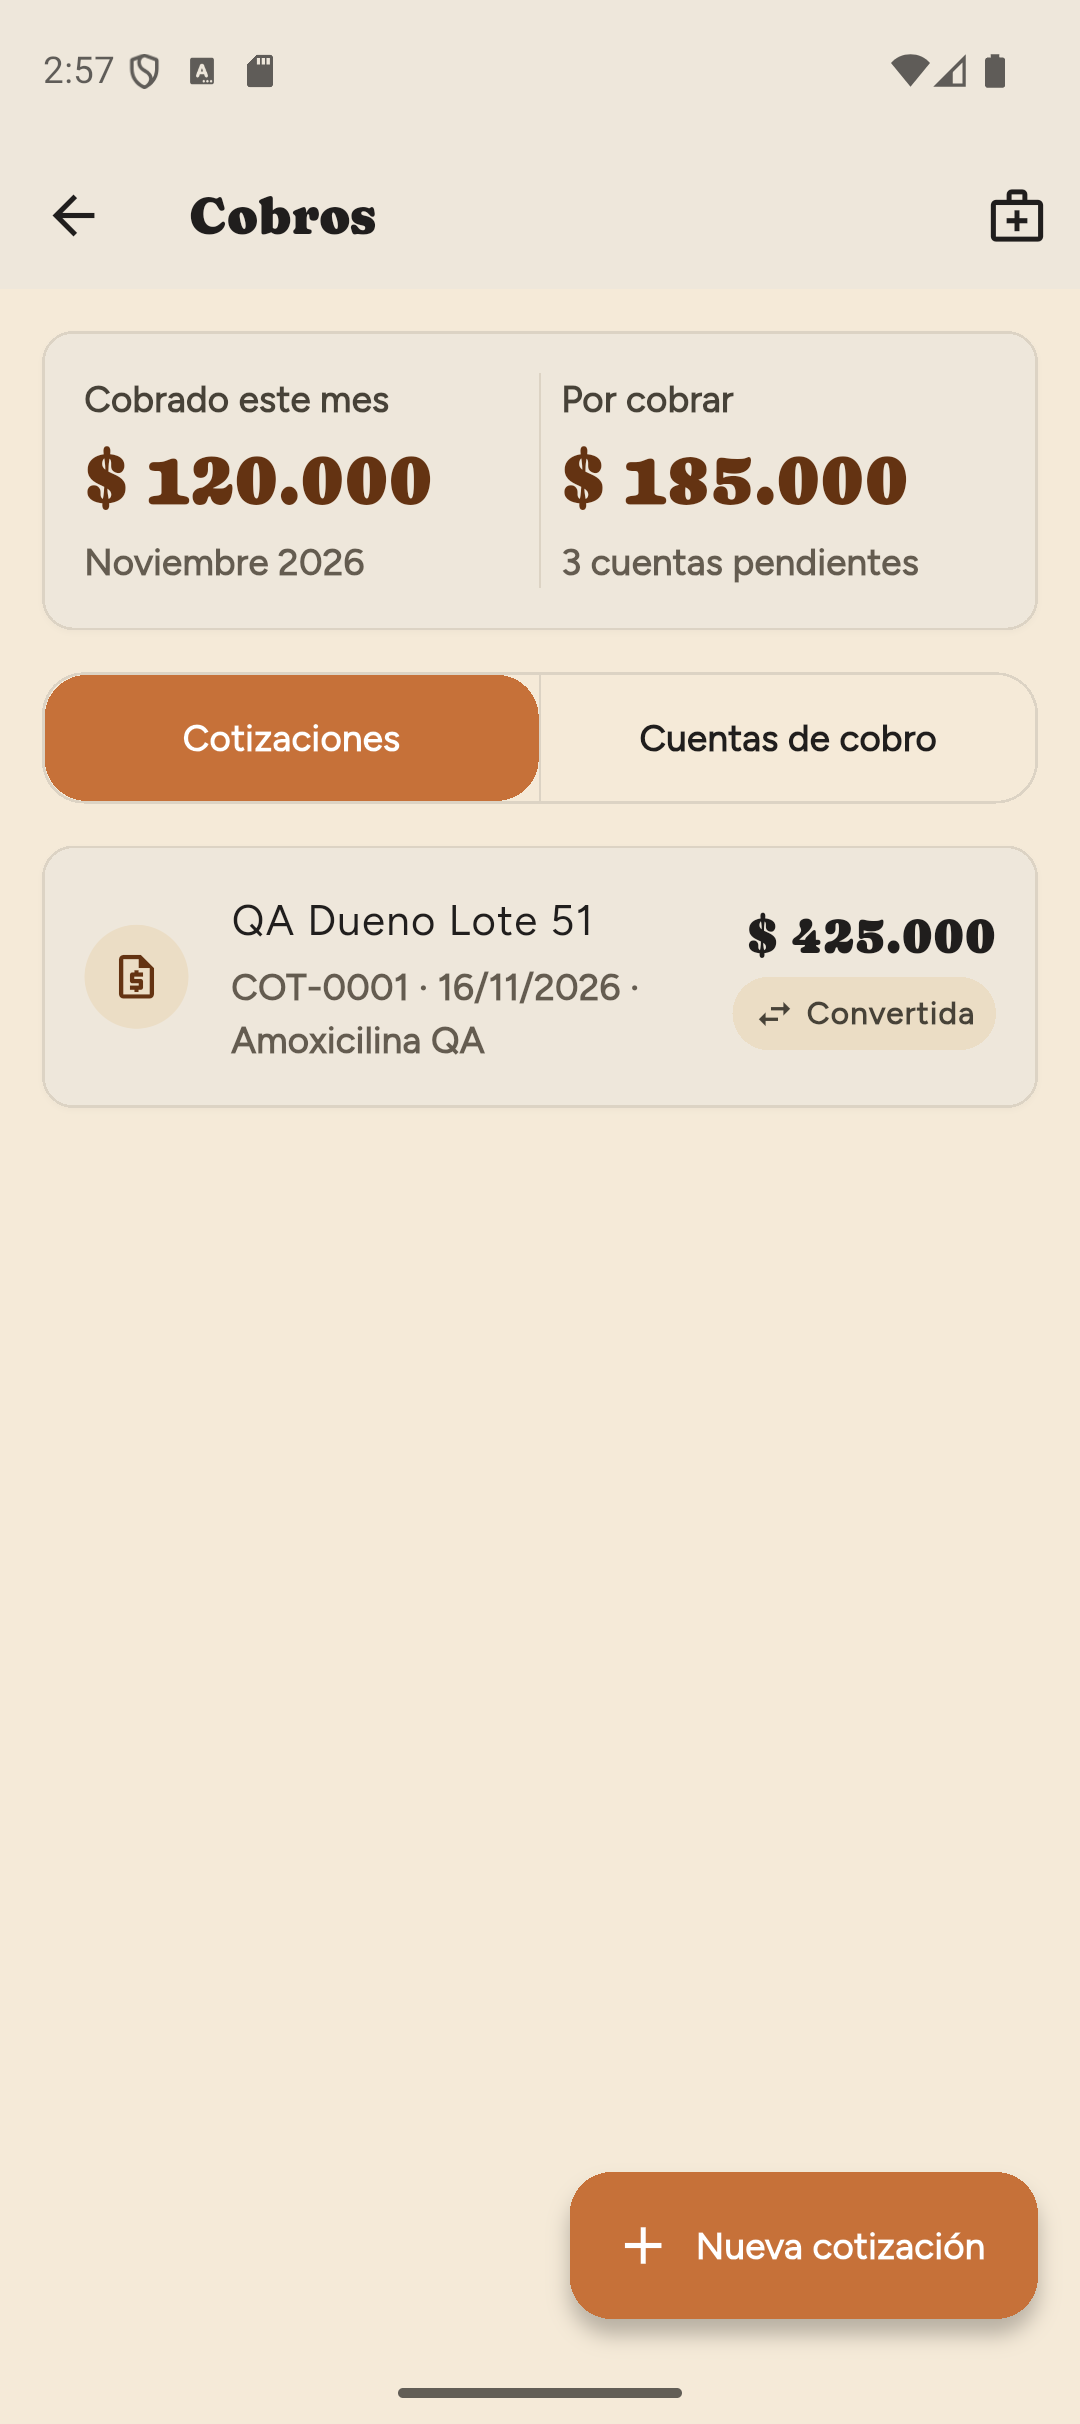 2:57
Cobros
Cobrado este mes
$ 120.000
Noviembre 2026
Por cobrar
$ 185.000
3 cuentas pendientes
Cotizaciones
Cuentas de cobro
QA Dueno Lote 51
COT-0001 · 16/11/2026 ·
Amoxicilina QA
$ 425.000
Convertida
Nueva cotización